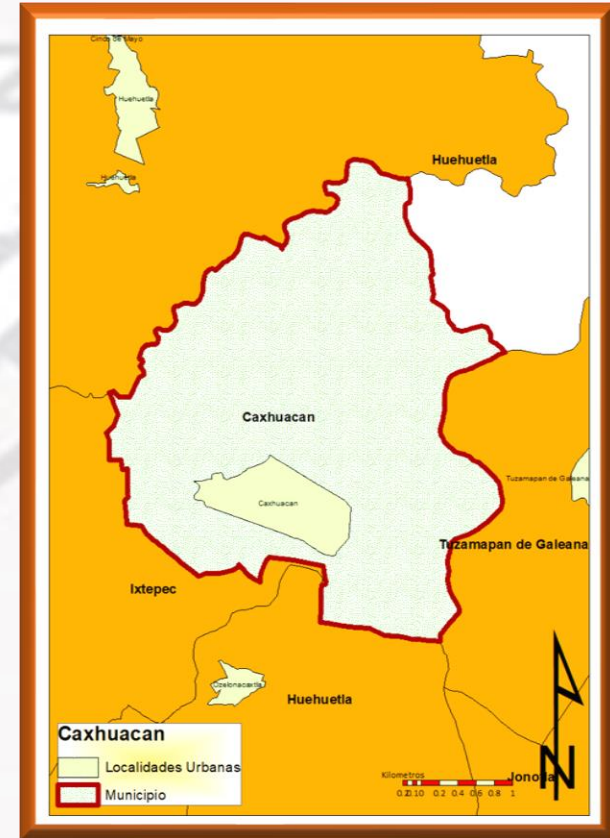 Cinco de Mayo
Huehuetla
Huehuetla
Huehuetla
Caxhuacan
Caxhuacan
Tuzamapan de Galeana
Tuzamapan de Galeana
Ixtepec
Ozelonacaxtla
Huehuetla
Caxhuacan
Localidades Urbanas
Municipio
Kilometros
0.2 0.1 0 0.2 0.4 0.6 0.8 1
Jonotla
N